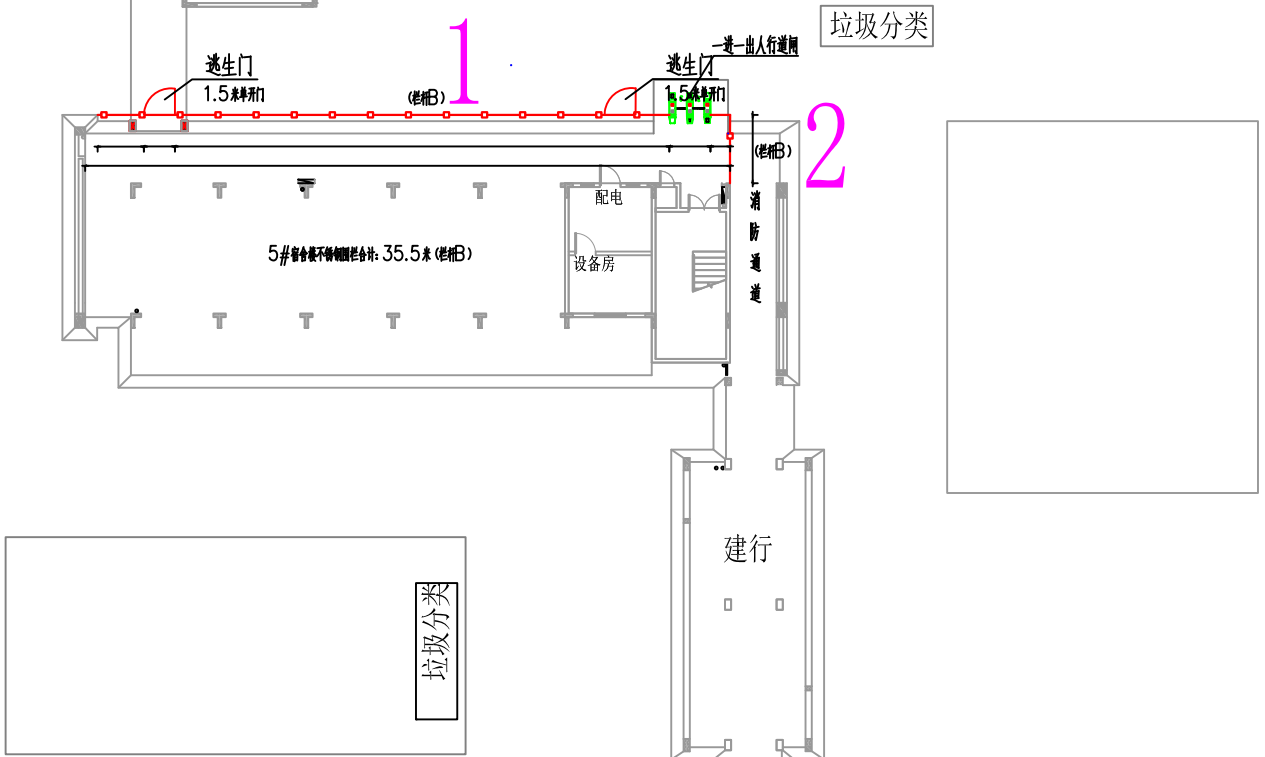 垃圾分类
1
一进一出人行道闸
逃生门
1.5米单开门
逃生门
1.5米单开门
(栏杆B)
2
(栏杆B)
配电
消防通道
5#宿舍楼不锈钢围栏合计: 35.5米 (栏杆B)
设备房
建行
垃圾分类